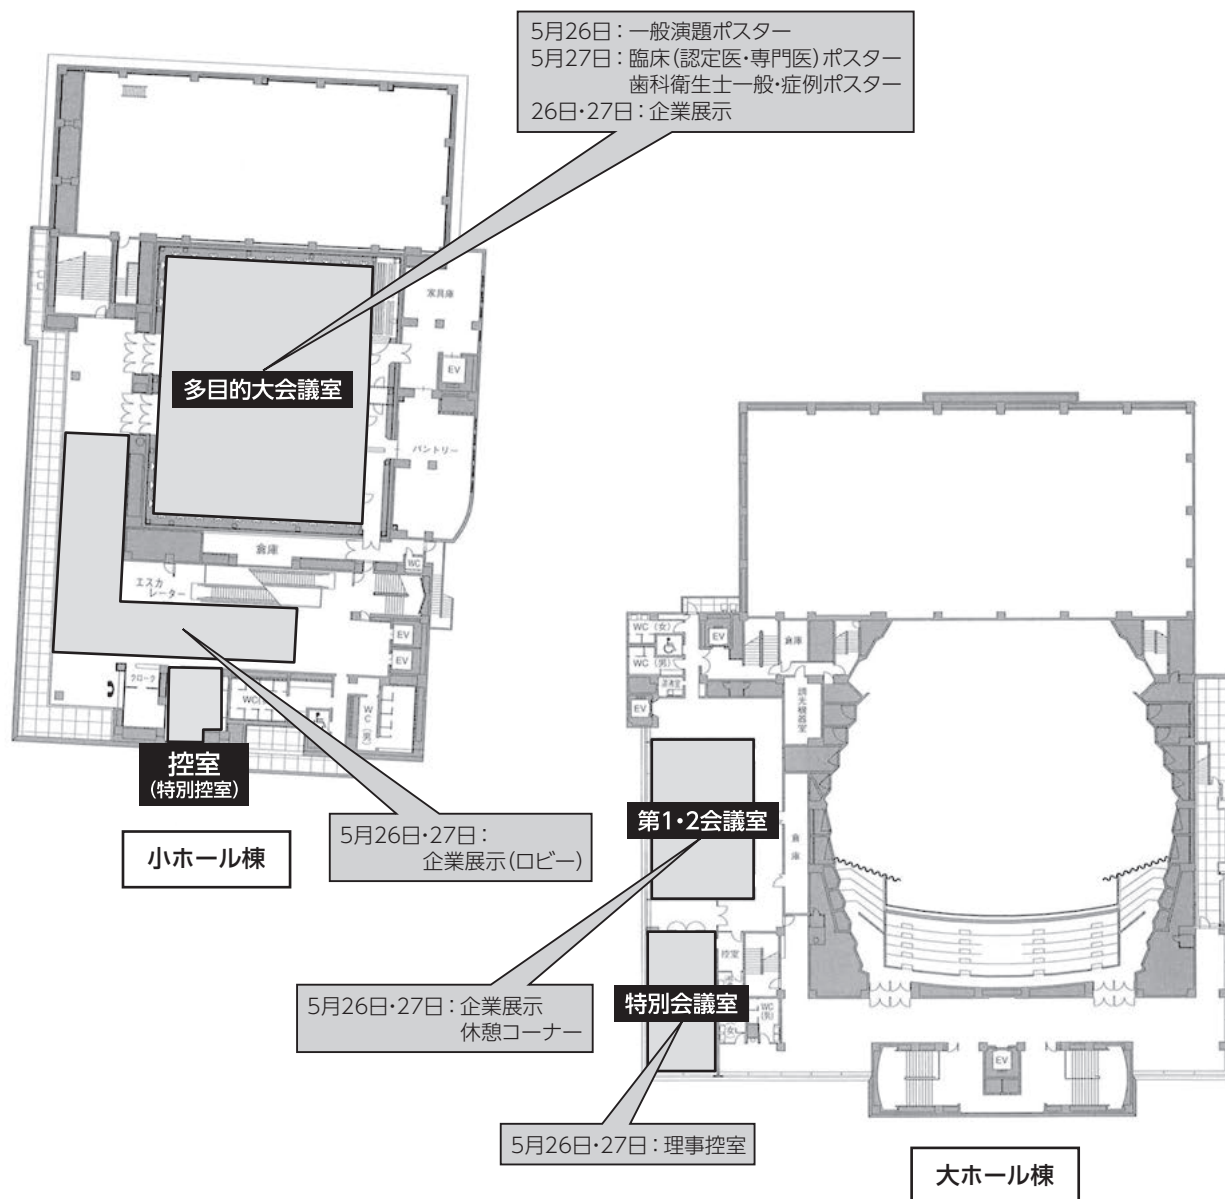 5月26日：一般演題ポスター
5月27日：臨床（認定医・専門医）ポスター
歯科衛生士一般・症例ポスター
26日・27日：企業展示
家具庫
EV
多目的大会議室
パントリー
倉庫
WC
エスカ
レーター
EV
EV
クローク
WC
WC（男）
控室
（特別控室）
小ホール棟
5月26日・27日：
企業展示（ロビー）
WC（女）
EV
倉庫
WC（男）
EV
調光機器室
第1・2会議室
倉庫
控室
5月26日・27日：企業展示
休憩コーナー
特別会議室
WC（男）
（女）
EV
5月26日・27日：理事控室
大ホール棟